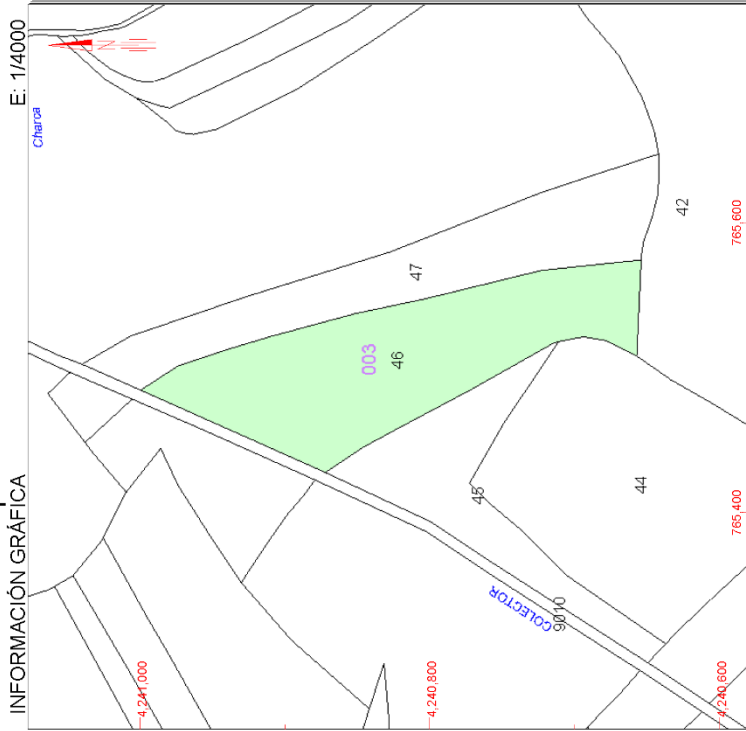 INFORMACIÓN GRÁFICA
E: 1/4000
N
Charca
47
42
765,600
003
46
45
44
765,400
COLECTOR
9010
4,241,000
4,240,800
4,240,600